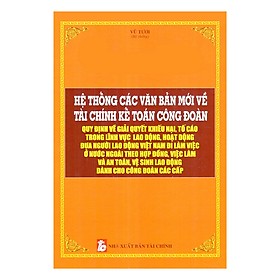 VŨ TƯƠI
HỆ THỐNG CÁC VĂN BẢN MỚI VỀ
TÀI CHÍNH KẾ TOÁN CÔNG ĐOÀN
QUY ĐỊNH VỀ GIẢI QUYẾT KHIẾU NẠI, TỐ CÁO
TRONG LĨNH VỰC LAO ĐỘNG, HOẠT ĐỘNG
ĐƯA NGƯỜI LAO ĐỘNG VIỆT NAM ĐI LÀM VIỆC
Ở NƯỚC NGOÀI THEO HỢP ĐỒNG, VIỆC LÀM
VÀ AN TOÀN, VỆ SINH LAO ĐỘNG
DÀNH CHO CÔNG ĐOÀN CÁC CẤP
NHÀ XUẤT BẢN TÀI CHÍNH